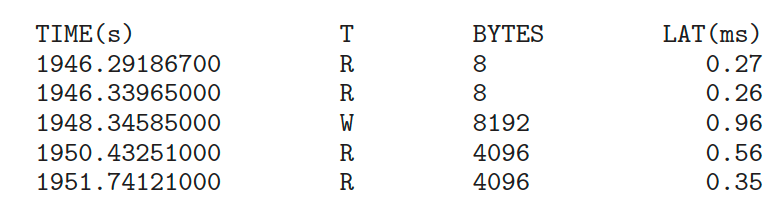 TIME(s) T BYTES LAT(ms)
1946.29186700 R 8 0.27
1946.33965000 R 8 0.26
1948.34585000 W 8192 0.96
1950.43251000 R 4096 0.56
1951.74121000 R 4096 0.35